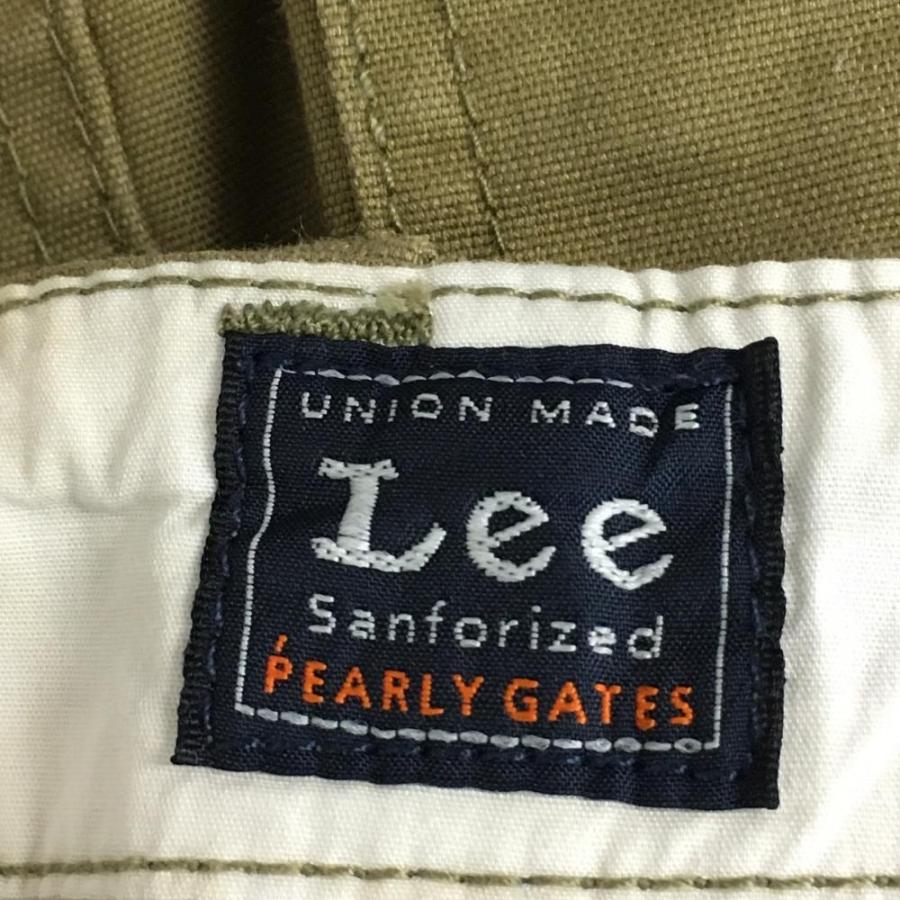 UNION MADE
Lee
Sanforized
PEARLY GATES